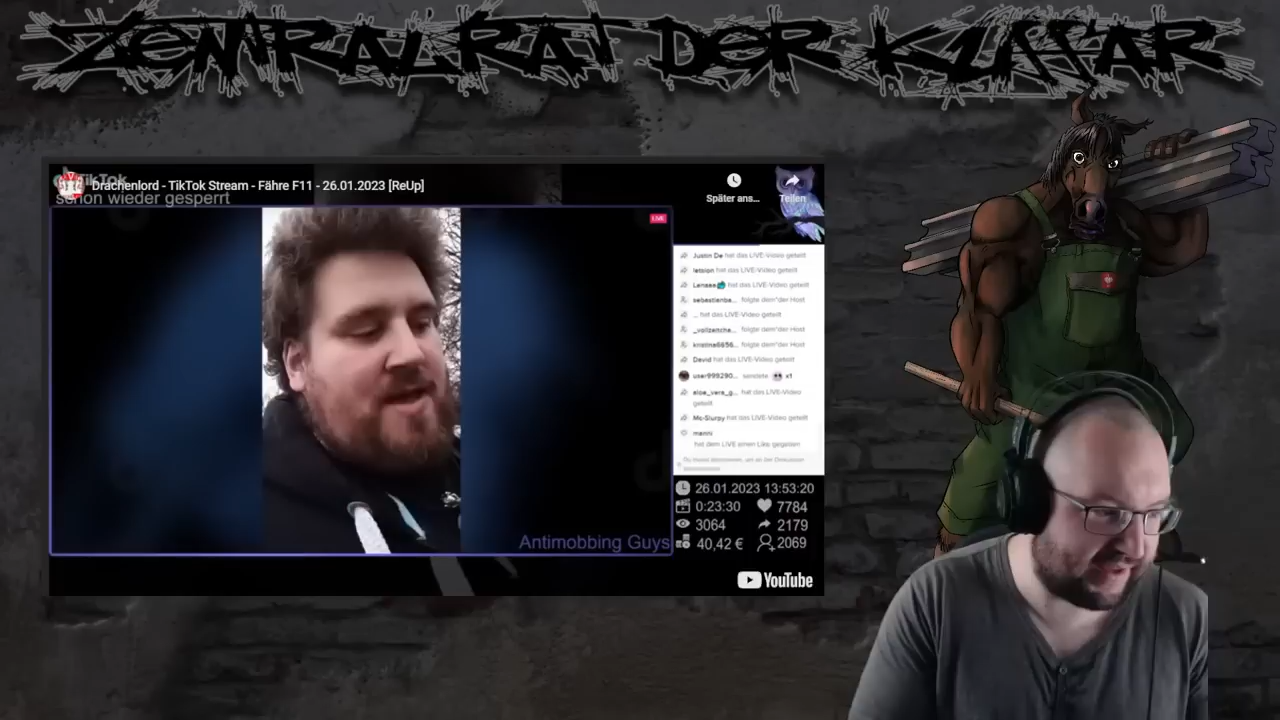 ZENTRALRAT DER KUFFAR
TikTok
Drachenlord - TikTok Stream - Fähre F11 - 26.01.2023 [ReUp]
schon wieder gesperrt
Später ans...
Teilen
LIVE
Justin De hat das LIVE-Video geteilt
letsion hat das LIVE-Video geteilt
hat das LIVE-Video geteilt
sebastianba... folgte dem*der Host
... hat das LIVE-Video geteilt
_vollzeitcha... folgte dem*der Host
kristina6656... folgte dem*der Host
David hat das LIVE-Video geteilt
user999290... sendete x1
eloe_vera_g... hat das LIVE-Video
geteilt
Mc-Slurpy hat das LIVE-Video geteilt
manni
hat dem LIVE einen Like gegeben
26.01.2023 13:53:20
0:23:30 7784
3064 2179
40,42 € 2069
Antimobbing Guys
YouTube